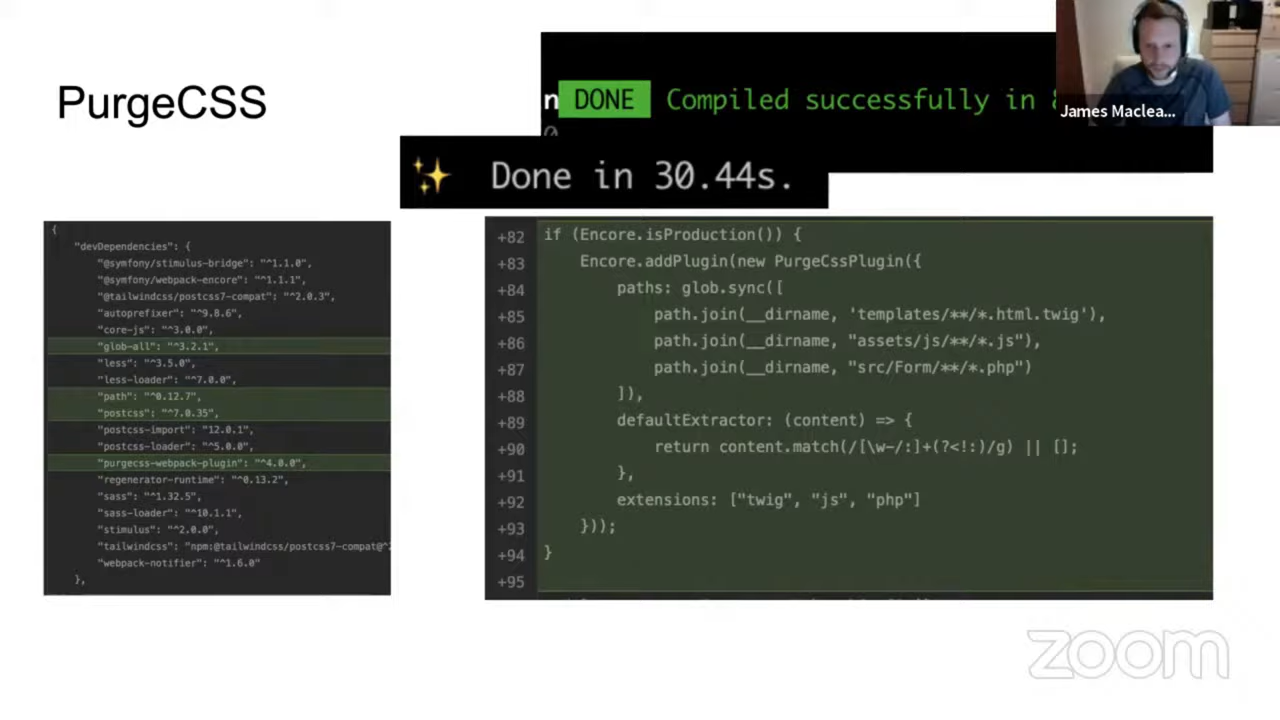 PurgeCSS
n DONE Compiled successfully in
James Maclea...
✨ Done in 30.44s.
{
"devDependencies": {
"@symfony/stimulus-bridge": "^1.1.0",
"@symfony/webpack-encore": "^1.1.1",
"@tailwindcss/postcss7-compat": "^2.0.3",
"autoprefixer": "^9.8.6",
"core-js": "^3.0.0",
"glob-all": "^3.2.1",
"less": "^3.5.0",
"less-loader": "^7.0.0",
"path": "^0.12.7",
"postcss": "^7.0.35",
"postcss-import": "12.0.1",
"postcss-loader": "^5.0.0",
"purgecss-webpack-plugin": "^4.0.0",
"regenerator-runtime": "^0.13.2",
"sass": "^1.32.5",
"sass-loader": "^10.1.1",
"stimulus": "^2.0.0",
"tailwindcss": "npm:@tailwindcss/postcss7-compat@^2
"webpack-notifier": "^1.6.0"
},
+82 if (Encore.isProduction()) {
+83 Encore.addPlugin(new PurgeCssPlugin({
+84 paths: glob.sync([
+85 path.join(__dirname, 'templates/**/*.html.twig'),
+86 path.join(__dirname, "assets/js/**/*.js"),
+87 path.join(__dirname, "src/Form/**/*.php")
+88 ]),
+89 defaultExtractor: (content) => {
+90 return content.match(/[\w-/:]+(?<!:)/g) || [];
+91 },
+92 extensions: ["twig", "js", "php"]
+93 }));
+94 }
+95
zoom